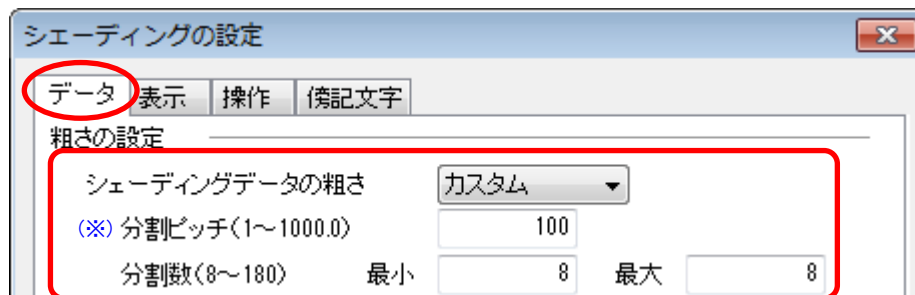 シェーディングの設定
データ 表示 操作 傍記文字
粗さの設定
シェーディングデータの粗さ カスタム
(※) 分割ピッチ(1～1000.0) 100
分割数(8～180) 最小 8 最大 8